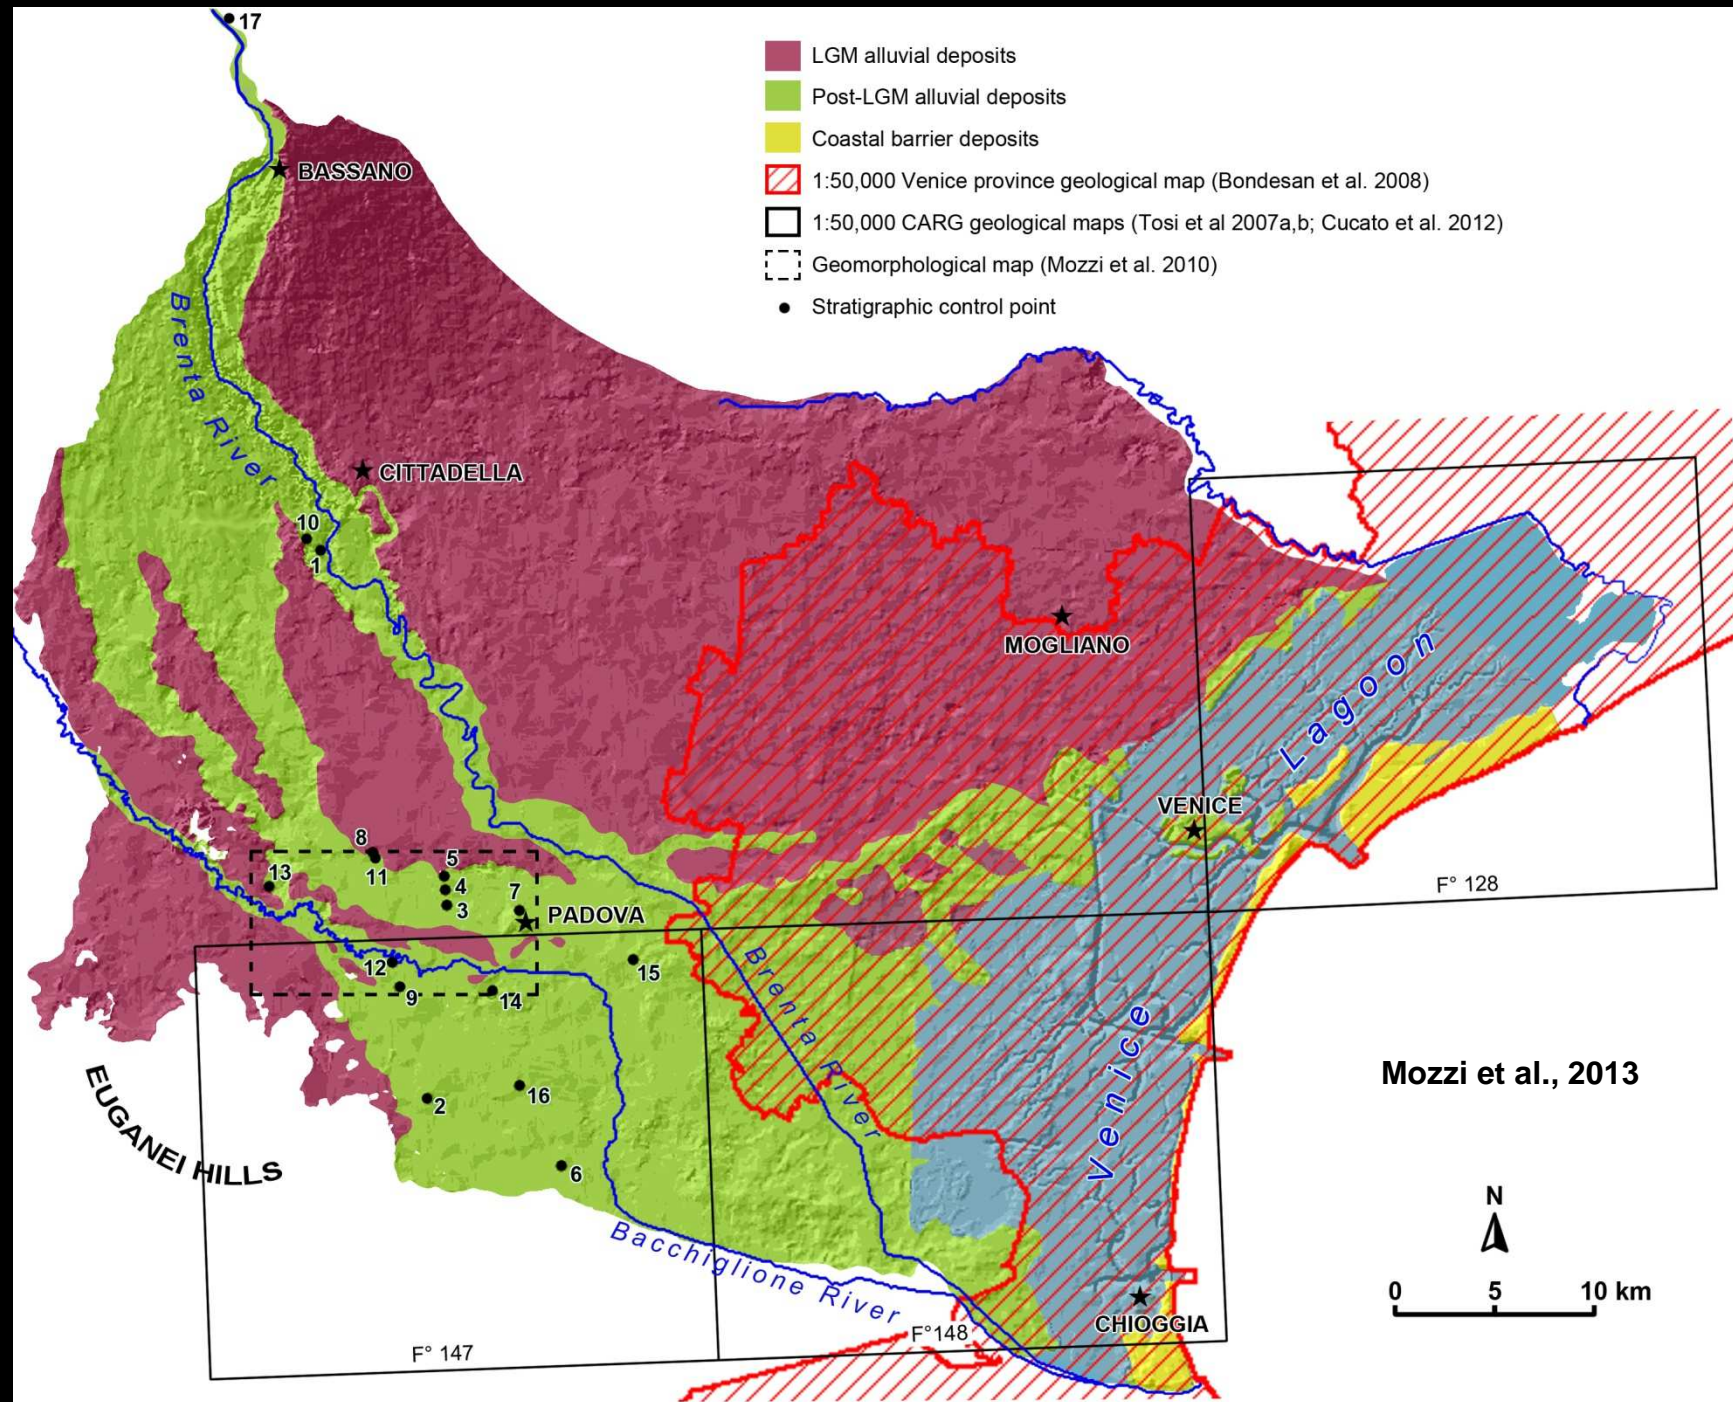 17
LGM alluvial deposits
Post-LGM alluvial deposits
Coastal barrier deposits
1:50,000 Venice province geological map (Bondesan et al. 2008)
1:50,000 CARG geological maps (Tosi et al 2007a,b; Cucato et al. 2012)
Geomorphological map (Mozzi et al. 2010)
Stratigraphic control point
BASSANO
Brenta River
CITTADELLA
10
1
MOGLIANO
Lagoon
VENICE
8
11
5
4
3
13
7
PADOVA
F° 128
12
9
14
15
Brenta River
Venice
Mozzi et al., 2013
EUGANEI HILLS
2
16
6
Bacchiglione River
N
0 5 10 km
CHIOGGIA
F°148
F° 147